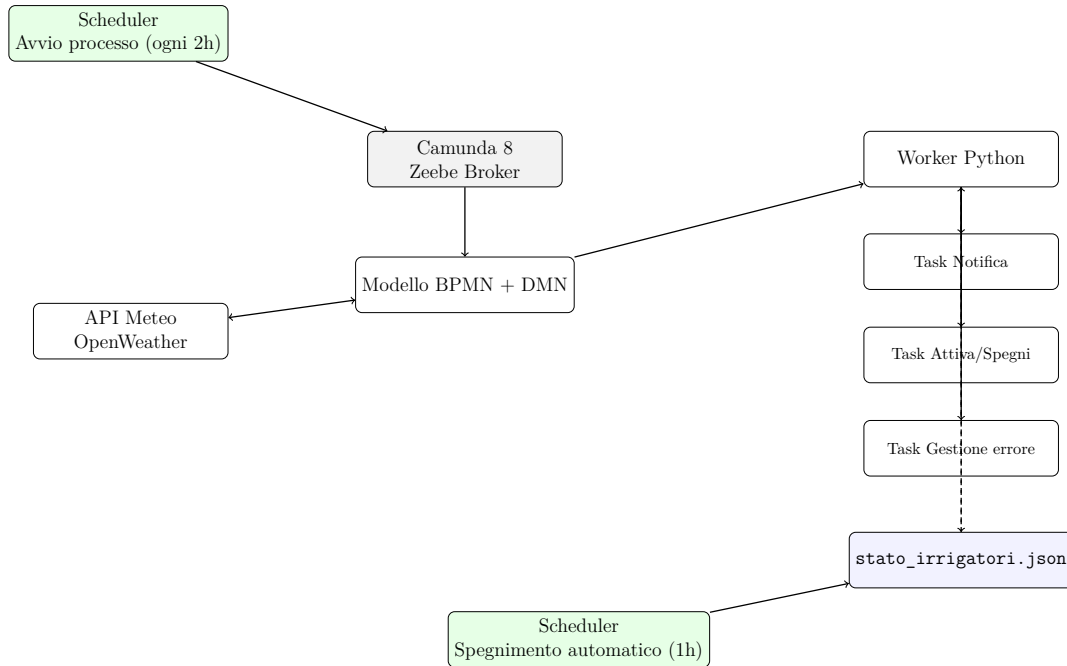 Scheduler
Avvio processo (ogni 2h)
Camunda 8
Zeebe Broker
Worker Python
Task Notifica
Modello BPMN + DMN
API Meteo
OpenWeather
Task Attiva/Spegni
Task Gestione errore
stato_irrigatori.json
Scheduler
Spegnimento automatico (1h)